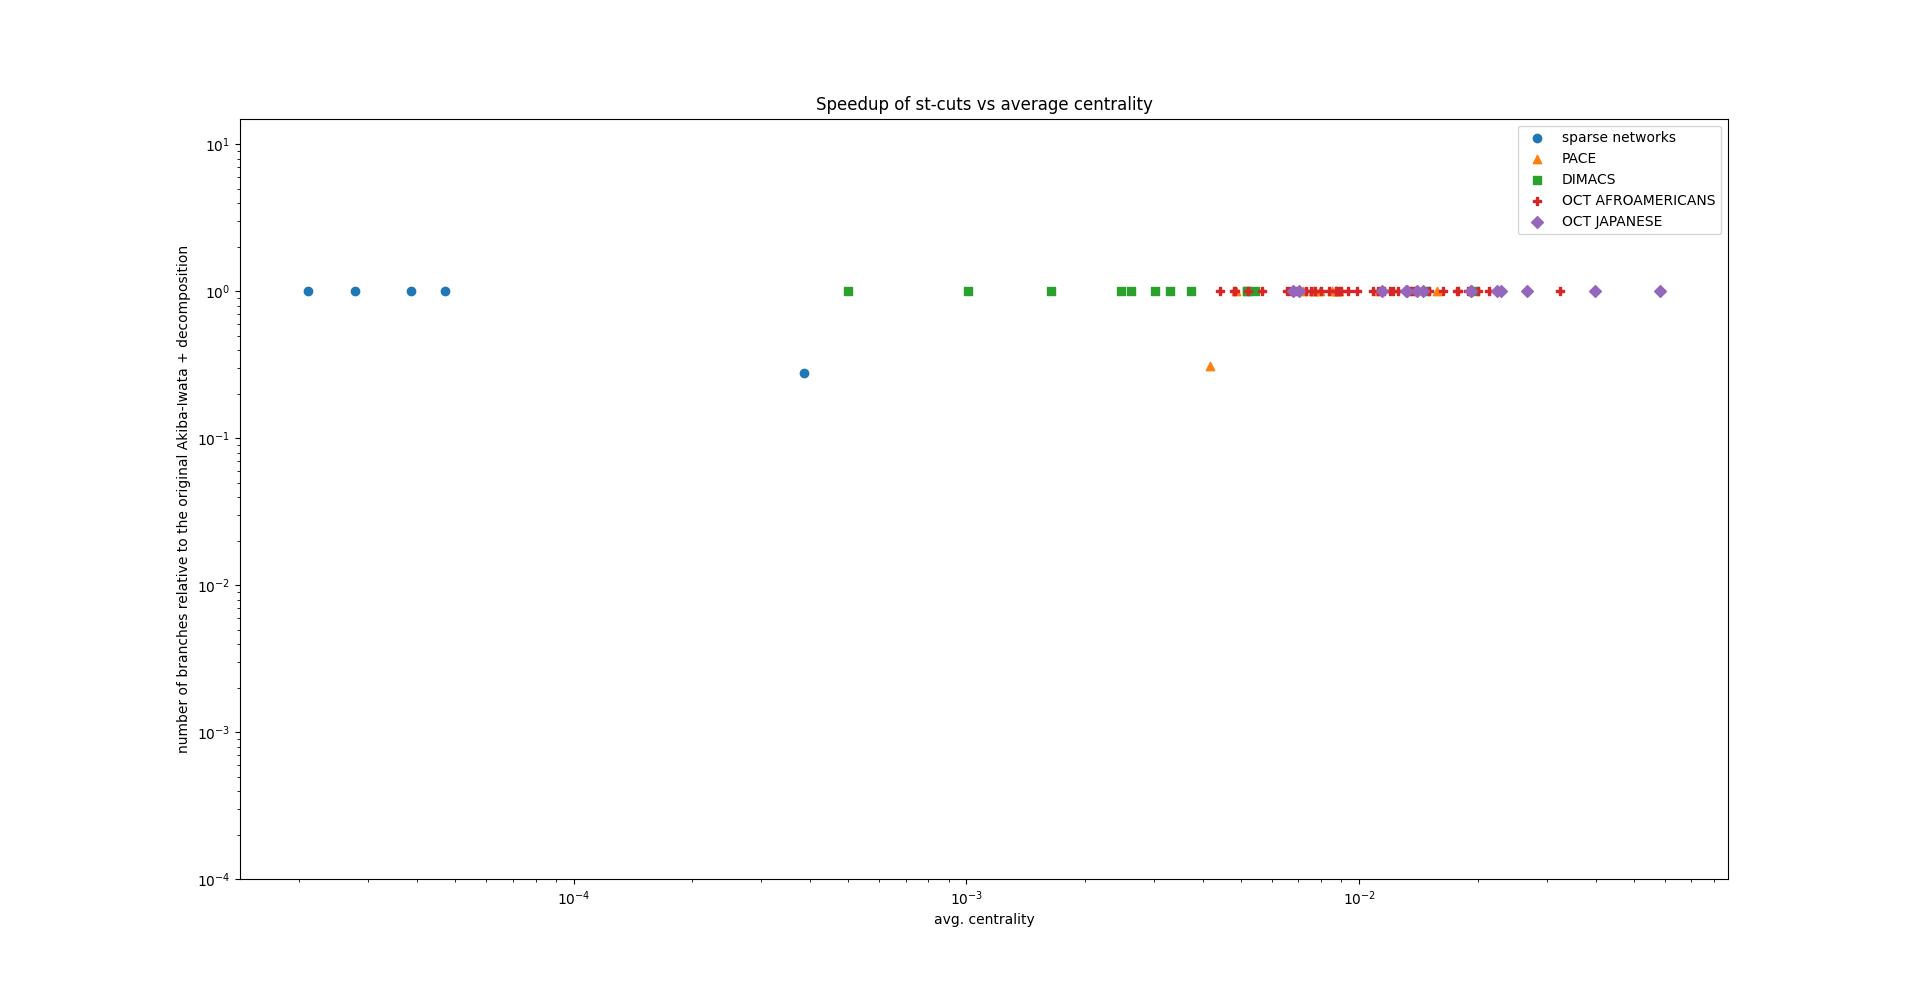 Speedup of st-cuts vs average centrality
sparse networks
PACE
DIMACS
OCT AFROAMERICANS
OCT JAPANESE
number of branches relative to the original Akiba-Iwata + decomposition
10¹
10⁰
10⁻¹
10⁻²
10⁻³
10⁻⁴
10⁻⁴ 10⁻³ 10⁻²
avg. centrality